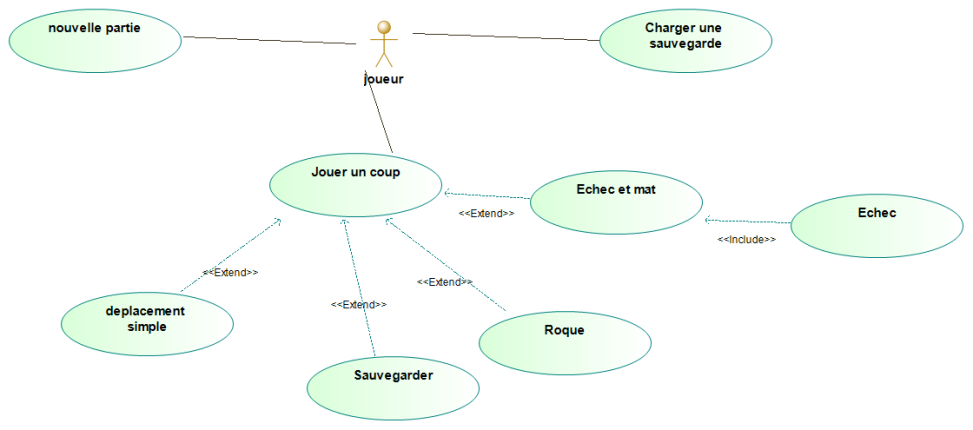 nouvelle partie
Charger une
sauvegarde
joueur
Jouer un coup
Echec et mat
Echec
<<Extend>>
<<Include>>
<<Extend>>
<<Extend>>
<<Extend>>
deplacement
simple
Roque
Sauvegarder